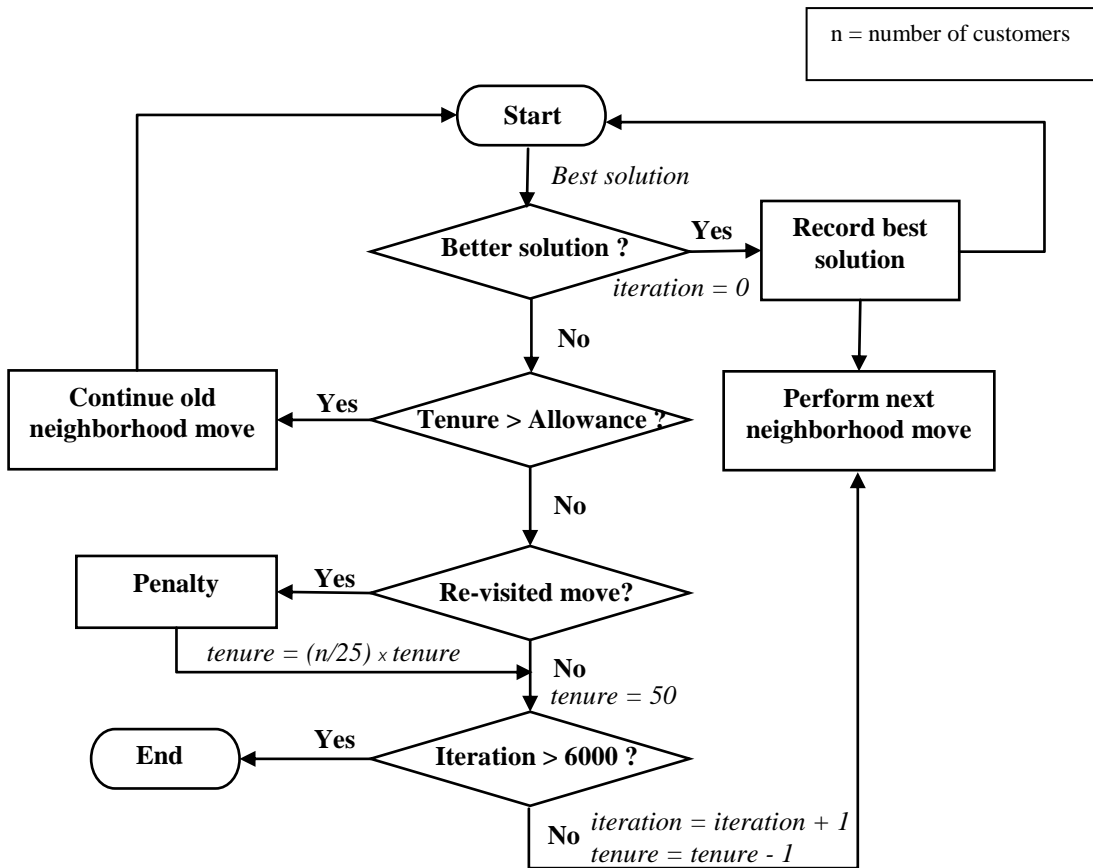 n = number of customers
Start
Best solution
Better solution ?
Yes
iteration = 0
Record best
solution
No
Continue old
neighborhood move
Yes
Tenure > Allowance ?
Perform next
neighborhood move
No
Penalty
Yes
Re-visited move?
tenure = (n/25) x tenure
No
tenure = 50
End
Yes
Iteration > 6000 ?
No
iteration = iteration + 1
tenure = tenure - 1